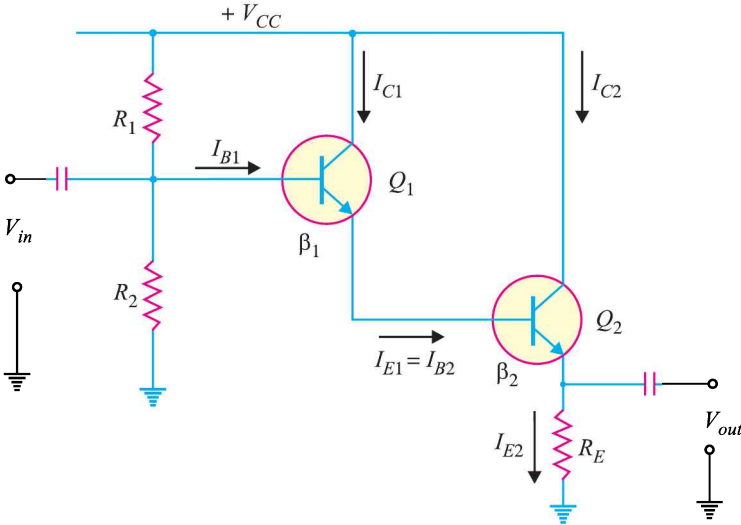 + V_CC
I_C1
I_C2
R_1
I_B1
Q_1
V_in
β_1
R_2
Q_2
I_E1 = I_B2
β_2
V_out
I_E2
R_E